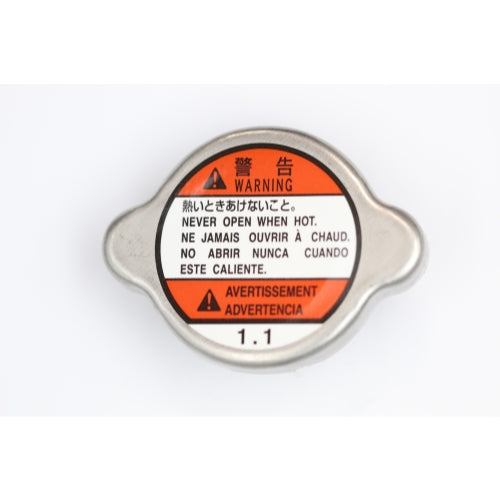 警告
WARNING
熱いときあけないこと。
NEVER OPEN WHEN HOT.
NE JAMAIS OUVRIR À CHAUD.
NO ABRIR NUNCA CUANDO
ESTE CALIENTE.
AVERTISSEMENT
ADVERTENCIA
1.1